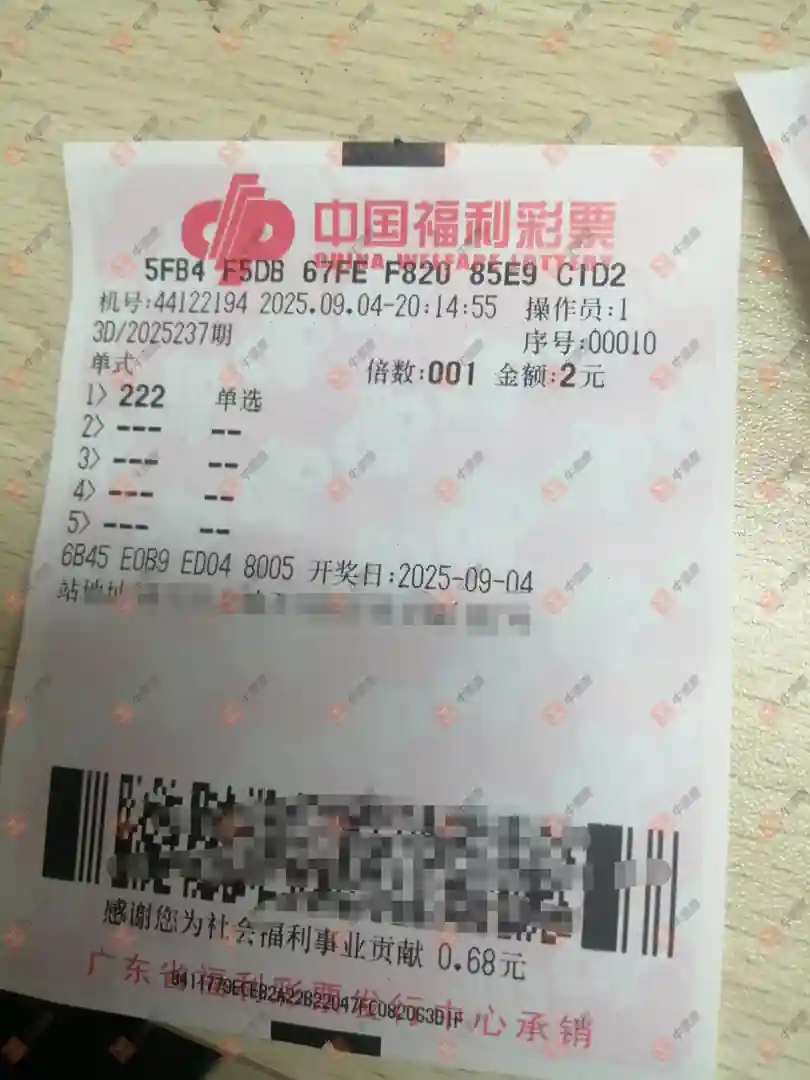 中国福利彩票
CHINA WELFARE LOTTERY
5FB4 F5DB 67FE F820 85E9 C1D2
机号:44122194 2025.09.04-20:14:55 操作员:1
3D/2025237期 序号:00010
单式 倍数:001 金额:2元
1> 222 单选
2> --- --
3> --- --
4> --- --
5> --- --
6B45 E0B9 ED04 8005 开奖日:2025-09-04
站地址
感谢您为社会福利事业贡献 0.68元
广东省福利彩票发行中心承销